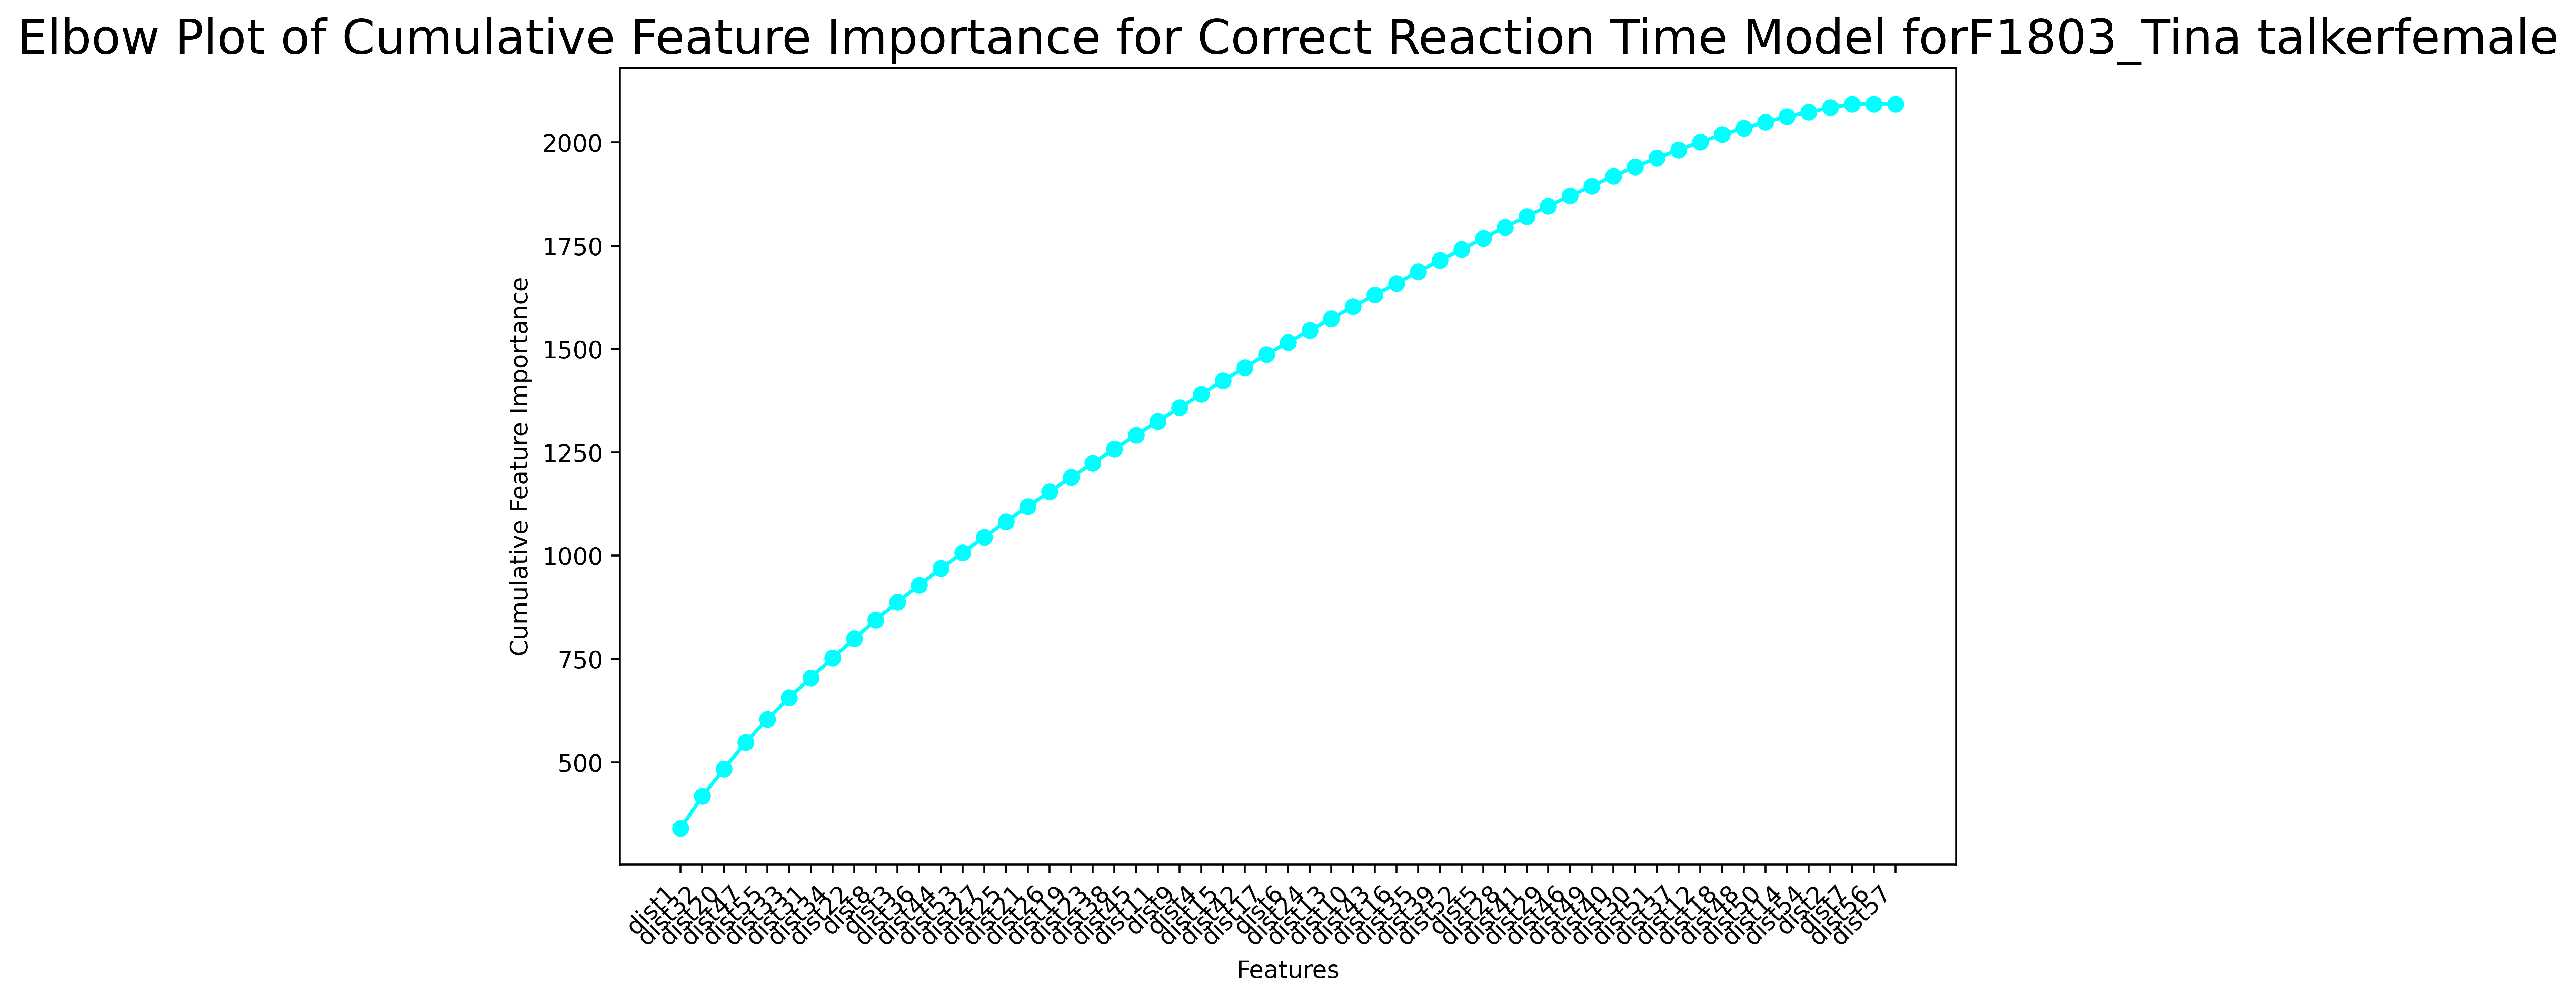 Elbow Plot of Cumulative Feature Importance for Correct Reaction Time Model forF1803_Tina talkerfemale
Cumulative Feature Importance
2000
1750
1500
1250
1000
750
500
dist1
dist32
dist20
dist47
dist55
dist33
dist31
dist34
dist22
dist8
dist3
dist36
dist44
dist53
dist27
dist25
dist21
dist26
dist19
dist23
dist38
dist45
dist11
dist9
dist4
dist15
dist42
dist17
dist6
dist24
dist13
dist10
dist43
dist16
dist35
dist39
dist52
dist5
dist28
dist41
dist29
dist46
dist49
dist40
dist30
dist51
dist37
dist12
dist18
dist48
dist50
dist14
dist54
dist2
dist7
dist56
dist57
Features